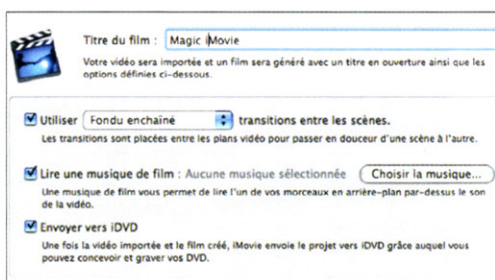 Titre du film : Magic iMovie
Votre vidéo sera importée et un film sera généré avec un titre en ouverture ainsi que les
options définies ci-dessous.
Utiliser Fondu enchaîné transitions entre les scènes.
Les transitions sont placées entre les plans vidéo pour passer en douceur d'une scène à l'autre.
Lire une musique de film : Aucune musique sélectionnée Choisir la musique...
Une musique de film vous permet de lire l'un de vos morceaux en arrière-plan par-dessus le son
de la vidéo.
Envoyer vers iDVD
Une fois la vidéo importée et le film créé, iMovie envoie le projet vers iDVD grâce auquel vous
pouvez concevoir et graver vos DVD.